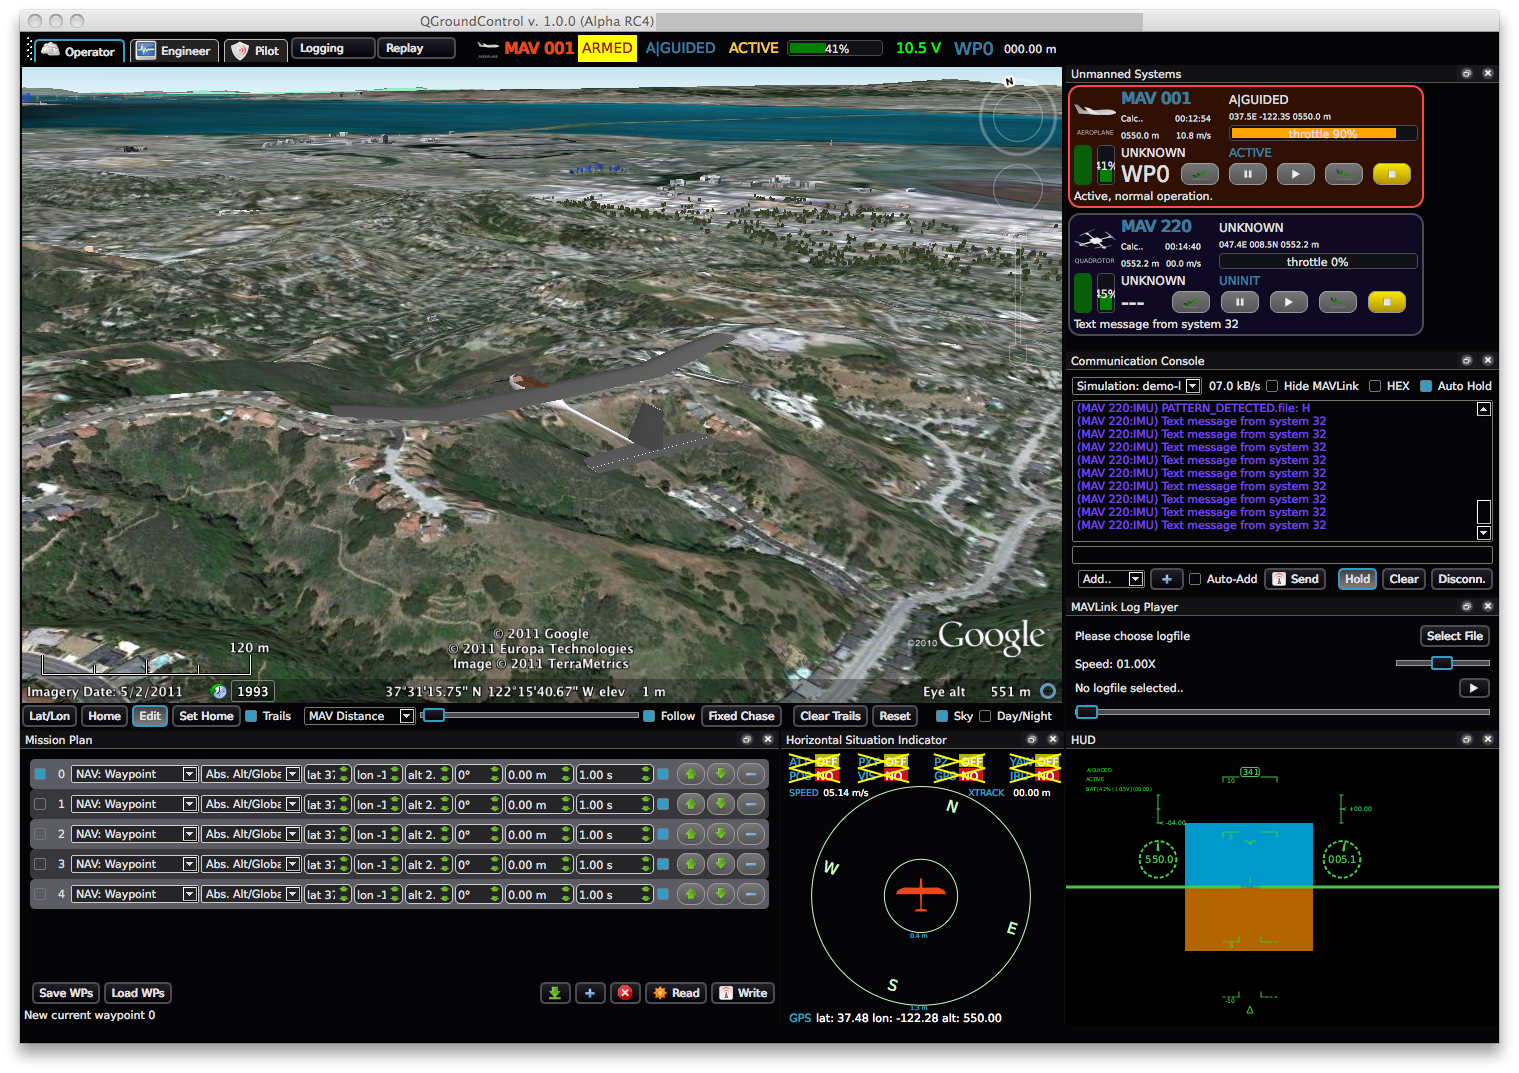 QGroundControl v. 1.0.0 (Alpha RC4)
Operator Engineer Pilot Logging Replay AEROPLANE MAV 001 ARMED A|GUIDED ACTIVE 41% 10.5 V WP0 000.00 m
N
120 m
© 2011 Google
© 2011 Europa Technologies
Image © 2011 TerraMetrics
©2010 Google
Imagery Date: 5/2/2011 1993 37°31'15.75" N 122°15'40.67" W elev 1 m Eye alt 551 m
Lat/Lon Home Edit Set Home Trails MAV Distance Follow Fixed Chase Clear Trails Reset Sky Day/Night
Unmanned Systems
MAV 001 A|GUIDED
Calc.. 00:12:54 037.5E -122.3S 0550.0 m
AEROPLANE 0550.0 m 10.8 m/s throttle 90%
UNKNOWN ACTIVE
41% WP0
Active, normal operation.
MAV 220 UNKNOWN
Calc.. 00:14:40 047.4E 008.5N 0552.2 m
QUADROTOR 0552.2 m 00.0 m/s throttle 0%
UNKNOWN UNINIT
45% ---
Text message from system 32
Communication Console
Simulation: demo-l 07.0 kB/s Hide MAVLink HEX Auto Hold
(MAV 220:IMU) PATTERN_DETECTED.file: H
(MAV 220:IMU) Text message from system 32
(MAV 220:IMU) Text message from system 32
(MAV 220:IMU) Text message from system 32
(MAV 220:IMU) Text message from system 32
(MAV 220:IMU) Text message from system 32
(MAV 220:IMU) Text message from system 32
(MAV 220:IMU) Text message from system 32
(MAV 220:IMU) Text message from system 32
(MAV 220:IMU) Text message from system 32
Add.. Auto-Add Send Hold Clear Disconn.
MAVLink Log Player
Please choose logfile Select File
Speed: 01.00X
No logfile selected..
Mission Plan
0 NAV: Waypoint Abs. Alt/Globa lat 37 lon -1 alt 2. 0° 0.00 m 1.00 s
1 NAV: Waypoint Abs. Alt/Globa lat 37 lon -1 alt 2. 0° 0.00 m 1.00 s
2 NAV: Waypoint Abs. Alt/Globa lat 37 lon -1 alt 2. 0° 0.00 m 1.00 s
3 NAV: Waypoint Abs. Alt/Globa lat 37 lon -1 alt 2. 0° 0.00 m 1.00 s
4 NAV: Waypoint Abs. Alt/Globa lat 37 lon -1 alt 2. 0° 0.00 m 1.00 s
Save WPs Load WPs Read Write
New current waypoint 0
Horizontal Situation Indicator
ATT OFF PXY OFF PZ OFF YAW OFF
POS NO VIS NO GPS NO IRU NO
SPEED 05.14 m/s XTRACK 00.00 m
N
W
E
S
0.4 m
1.3 m
GPS lat: 37.48 lon: -122.28 alt: 550.00
HUD
A|GUIDED
ACTIVE
BAT [42% | 10.5V] (00:00)
341
10
-04.00 +00.00
5
550.0 005.1
-5
-10